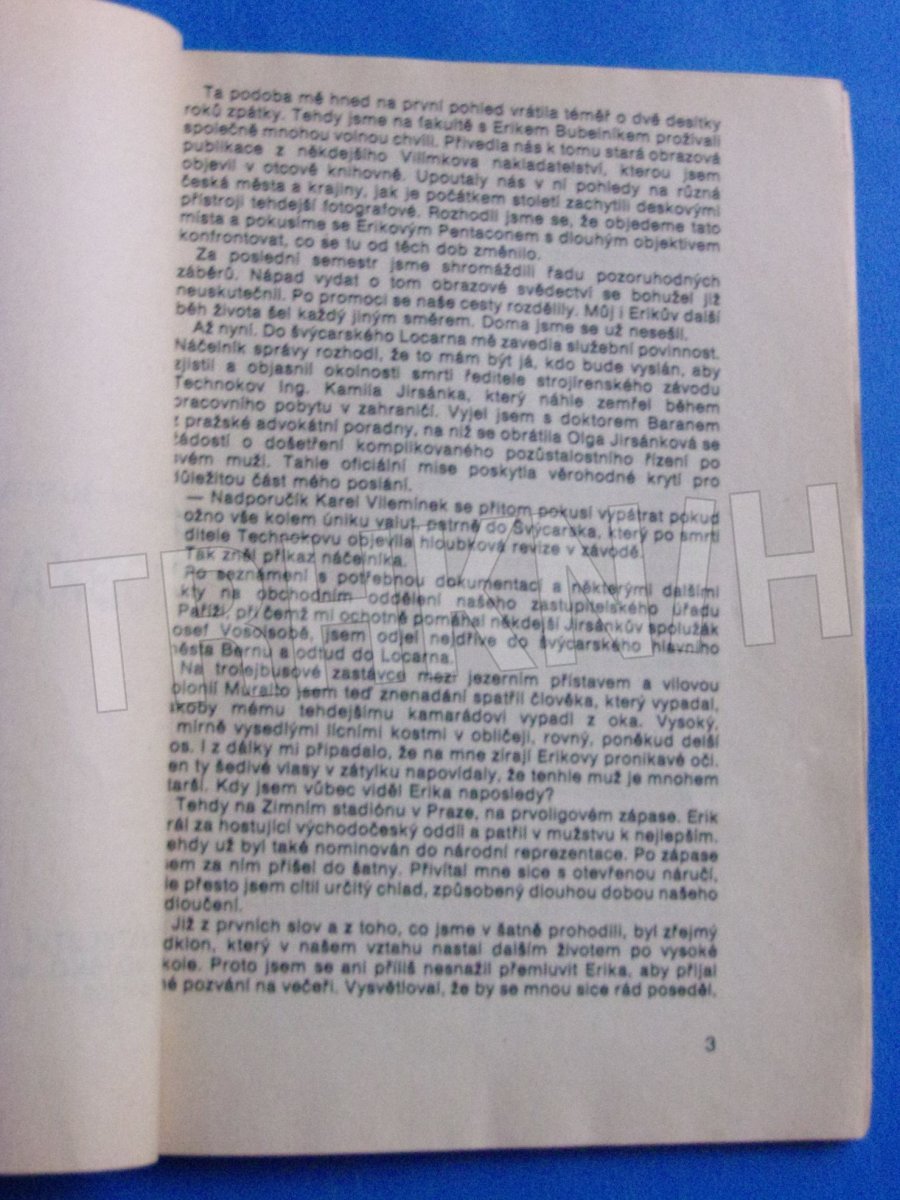 Ta podoba mě hned na první pohled vrátila téměř o dvě desítky
roků zpátky. Tehdy jsme na fakultě s Erikem Bubelníkem prožívali
společně mnohou volnou chvíli. Přivedla nás k tomu stará obrazová
publikace z někdejšího Vilímkova nakladatelství, kterou jsem
objevil v otcově knihovně. Upoutaly nás v ní pohledy na různá
česká města a krajiny, jak je počátkem století zachytili deskovými
přístroji tehdejší fotografové. Rozhodli jsme se, že objedeme tato
místa a pokusíme se Erikovým Pentaconem s dlouhým objektivem
konfrontovat, co se tu od těch dob změnilo.
Za poslední semestr jsme shromáždili řadu pozoruhodných
záběrů. Nápad vydat o tom obrazové svědectví se bohužel již
neuskutečnil. Po promoci se naše cesty rozdělily. Můj i Erikův další
běh života šel každý jiným směrem. Doma jsme se už nesešli.
Až nyní. Do švýcarského Locarna mě zavedla služební povinnost.
Náčelník správy rozhodl, že to mám být já, kdo bude vyslán, aby
zjistil a objasnil okolnosti smrti ředitele strojírenského závodu
Technokov Ing. Kamila Jirsánka, který náhle zemřel během
pracovního pobytu v zahraničí. Vyjel jsem s doktorem Baranem
z pražské advokátní poradny, na niž se obrátila Olga Jirsánková se
žádostí o došetření komplikovaného pozůstalostního řízení po
svém muži. Tahle oficiální mise poskytla věrohodné krytí pro
důležitou část mého poslání.
— Nadporučík Karel Vilemínek se přitom pokusí vypátrat pokud
ožno vše kolem úniku valut, patrně do Švýcarska, který po smrti
ditele Technokovu objevila hloubková revize v závodě.
Tak zněl příkaz náčelníka.
Po seznámení s potřebnou dokumentací a některými dalšími
kty na obchodním oddělení našeho zastupitelského úřadu
Paříži, při čemž mi ochotně pomáhal někdejší Jirsánkův spolužák
osef Vosolsobě, jsem odjel nejdříve do švýcarského hlavního
města Bernu a odtud do Locarna.
Na trolejbusové zastávce mezi jezerním přístavem a vilovou
olonií Muralto jsem teď znenadání spatřil člověka, který vypadal,
akoby mému tehdejšímu kamarádovi vypadl z oka. Vysoký,
mírně vysedlými lícními kostmi v obličeji, rovný, poněkud delší
os. I z dálky mi připadalo, že na mne zírají Erikovy pronikavé oči.
en ty šedivé vlasy v zátylku napovídaly, že tenhle muž je mnohem
tarší. Kdy jsem vůbec viděl Erika naposledy?
Tehdy na Zimním stadiónu v Praze, na prvoligovém zápase. Erik
rál za hostující východočeský oddíl a patřil v mužstvu k nejlepším.
ehdy už byl také nominován do národní reprezentace. Po zápase
sem za ním přišel do šatny. Přivítal mne sice s otevřenou náručí,
le přesto jsem cítil určitý chlad, způsobený dlouhou dobou našeho
dloučení.
Již z prvních slov a z toho, co jsme v šatně prohodili, byl zřejmý
dklon, který v našem vztahu nastal dalším životem po vysoké
kole. Proto jsem se ani příliš nesnažil přemluvit Erika, aby přijal
né pozvání na večeři. Vysvětloval, že by se mnou sice rád poseděl,
3